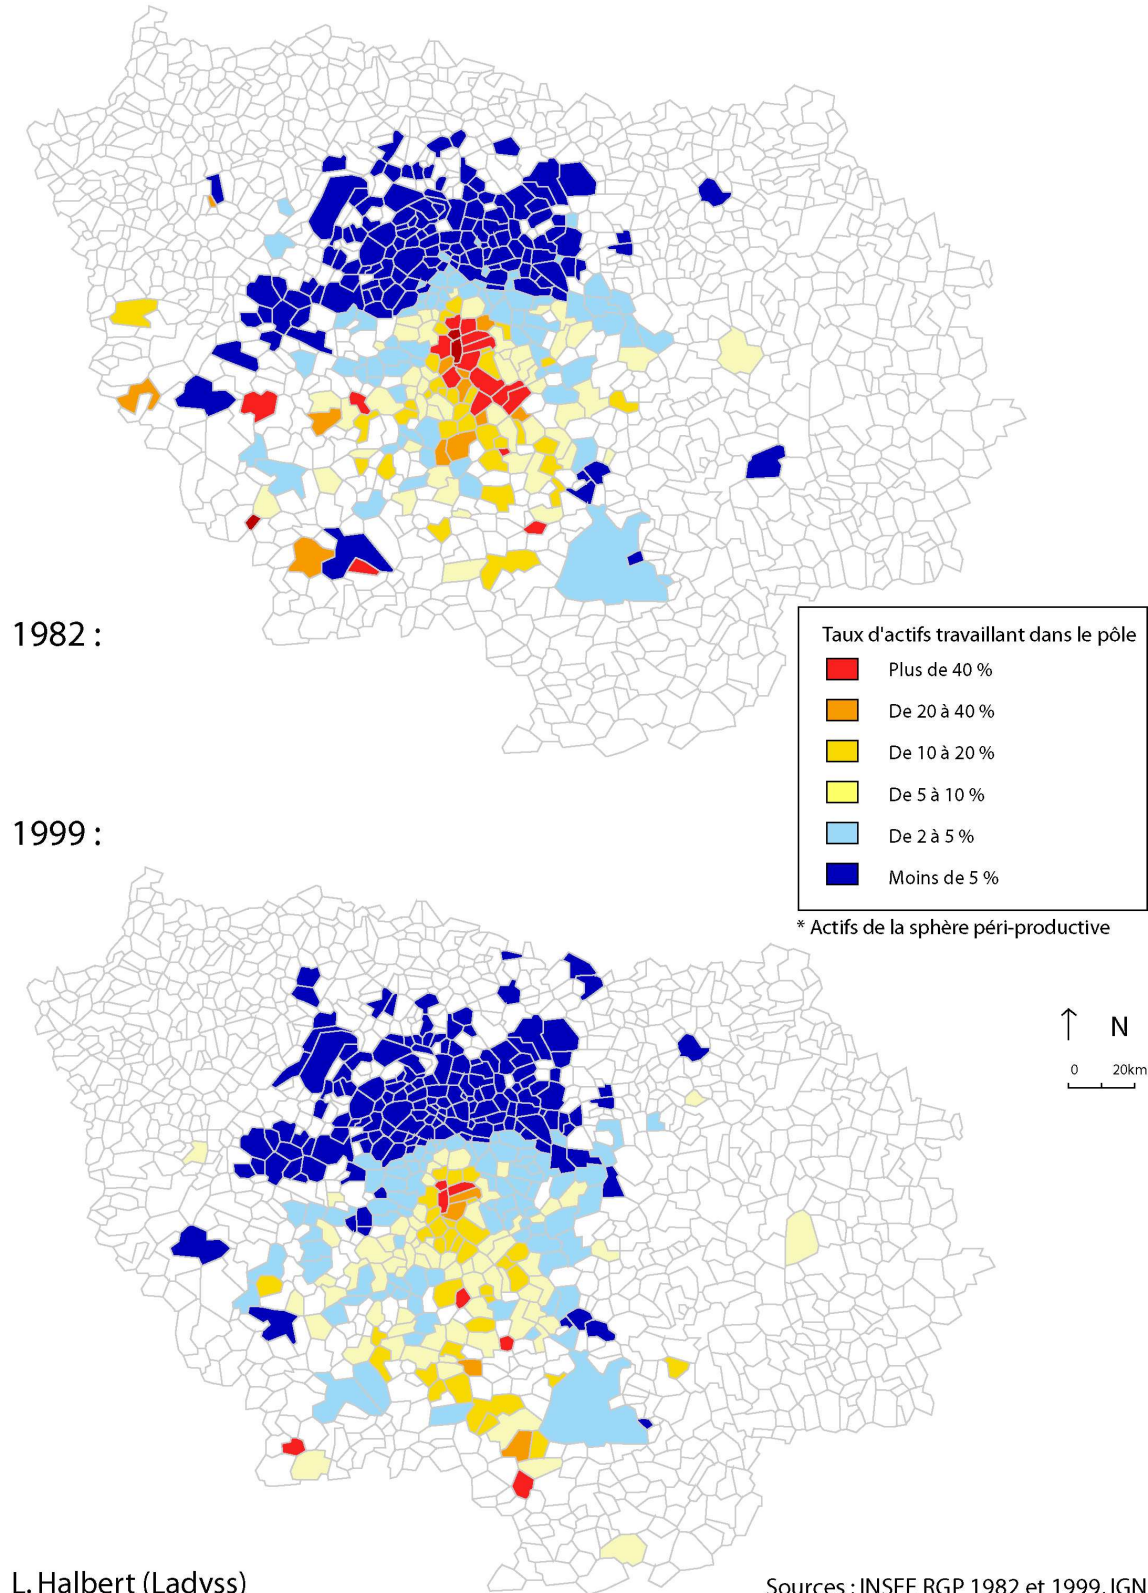 1982 :
Taux d'actifs travaillant dans le pôle
Plus de 40 %
De 20 à 40 %
De 10 à 20 %
De 5 à 10 %
De 2 à 5 %
Moins de 5 %
* Actifs de la sphère péri-productive
1999 :
N
0 20km
L. Halbert (Ladyss)
Sources : INSEE RGP 1982 et 1999, IGN